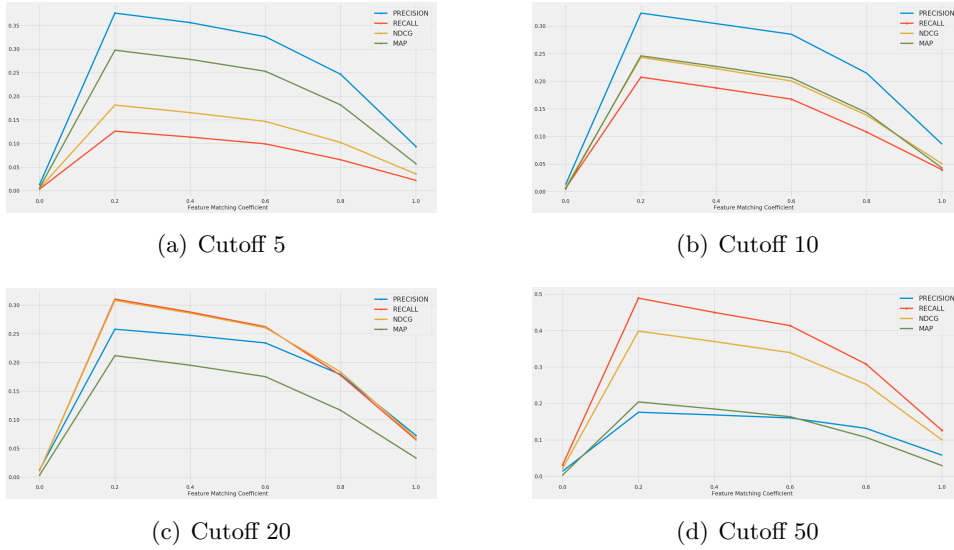 0.35
0.30
0.25
0.20
0.15
0.10
0.05
0.00
0.0 0.2 0.4 0.6 0.8 1.0
Feature Matching Coefficient
PRECISION
RECALL
NDCG
MAP
(a) Cutoff 5
0.30
0.25
0.20
0.15
0.10
0.05
0.00
0.0 0.2 0.4 0.6 0.8 1.0
Feature Matching Coefficient
PRECISION
RECALL
NDCG
MAP
(b) Cutoff 10
0.30
0.25
0.20
0.15
0.10
0.05
0.00
0.0 0.2 0.4 0.6 0.8 1.0
Feature Matching Coefficient
PRECISION
RECALL
NDCG
MAP
(c) Cutoff 20
0.5
0.4
0.3
0.2
0.1
0.0
0.0 0.2 0.4 0.6 0.8 1.0
Feature Matching Coefficient
PRECISION
RECALL
NDCG
MAP
(d) Cutoff 50